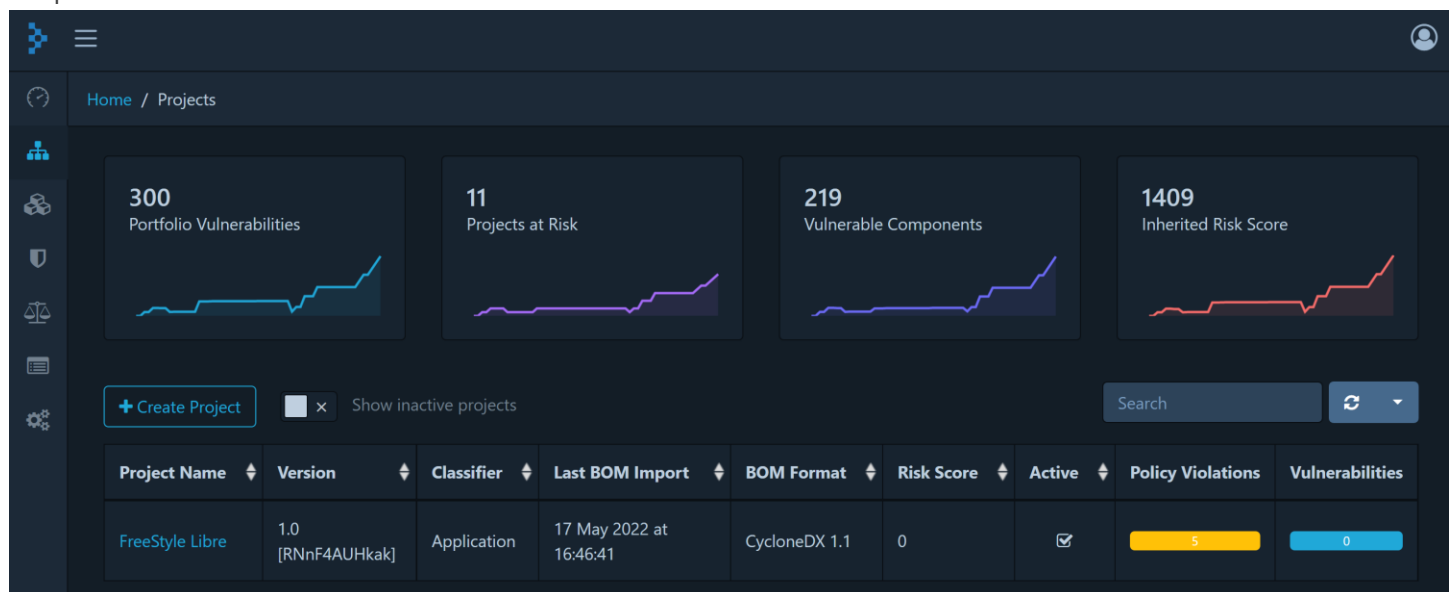 Home / Projects
300
Portfolio Vulnerabilities
11
Projects at Risk
219
Vulnerable Components
1409
Inherited Risk Score
Create Project
Show inactive projects
Search
Project Name Version Classifier Last BOM Import BOM Format Risk Score Active Policy Violations Vulnerabilities
FreeStyle Libre 1.0 [RNnF4AUHkak] Application 17 May 2022 at 16:46:41 CycloneDX 1.1 0 5 0